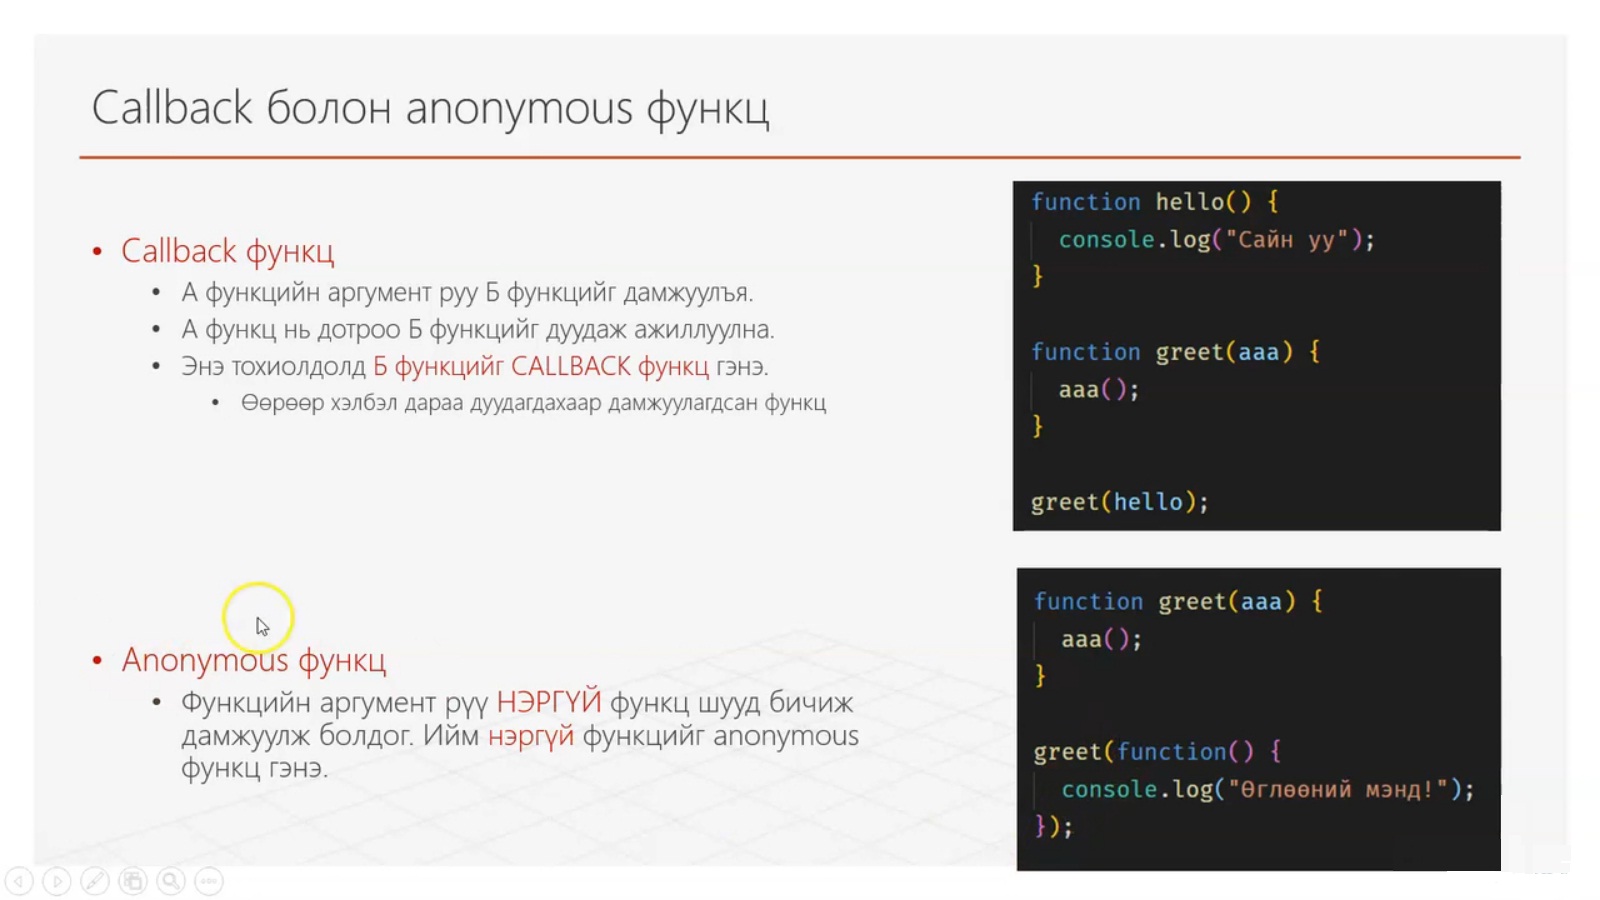 Callback болон anonymous функц
• Callback функц
• А функцийн аргумент руу Б функцийг дамжуулъя.
• А функц нь дотроо Б функцийг дуудаж ажиллуулна.
• Энэ тохиолдолд Б функцийг CALLBACK функц гэнэ.
• Өөрөөр хэлбэл дараа дуудагдахаар дамжуулагдсан функц
• Anonymous функц
• Функцийн аргумент рүү НЭРГҮЙ функц шууд бичиж
дамжуулж болдог. Ийм нэргүй функцийг anonymous
функц гэнэ.
function hello() {
console.log("Сайн уу");
}
function greet(aaa) {
aaa();
}
greet(hello);
function greet(aaa) {
aaa();
}
greet(function() {
console.log("Өглөөний мэнд!");
});